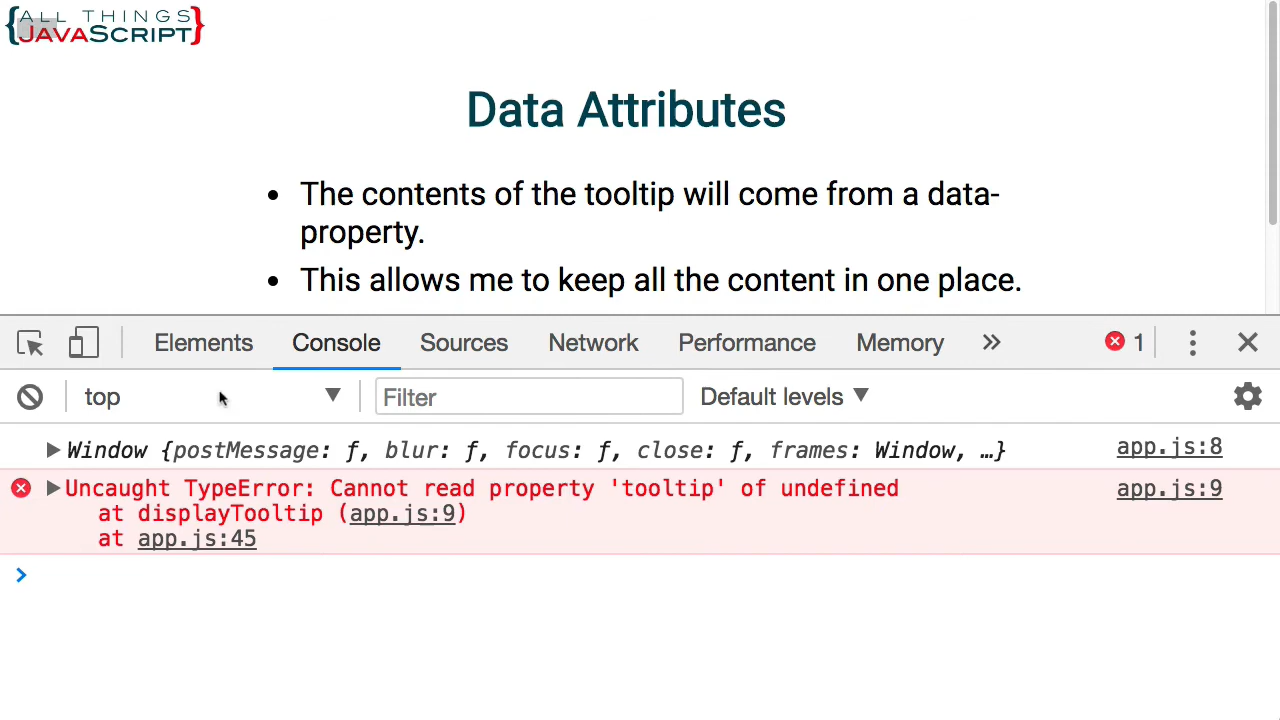 {ALL THINGS
JAVASCRIPT}
Data Attributes
• The contents of the tooltip will come from a data-
property.
• This allows me to keep all the content in one place.
Elements Console Sources Network Performance Memory » 1
top ▼ Filter Default levels ▼
▶Window {postMessage: ƒ, blur: ƒ, focus: ƒ, close: ƒ, frames: Window, …} app.js:8
▶Uncaught TypeError: Cannot read property 'tooltip' of undefined app.js:9
at displayTooltip (app.js:9)
at app.js:45
>